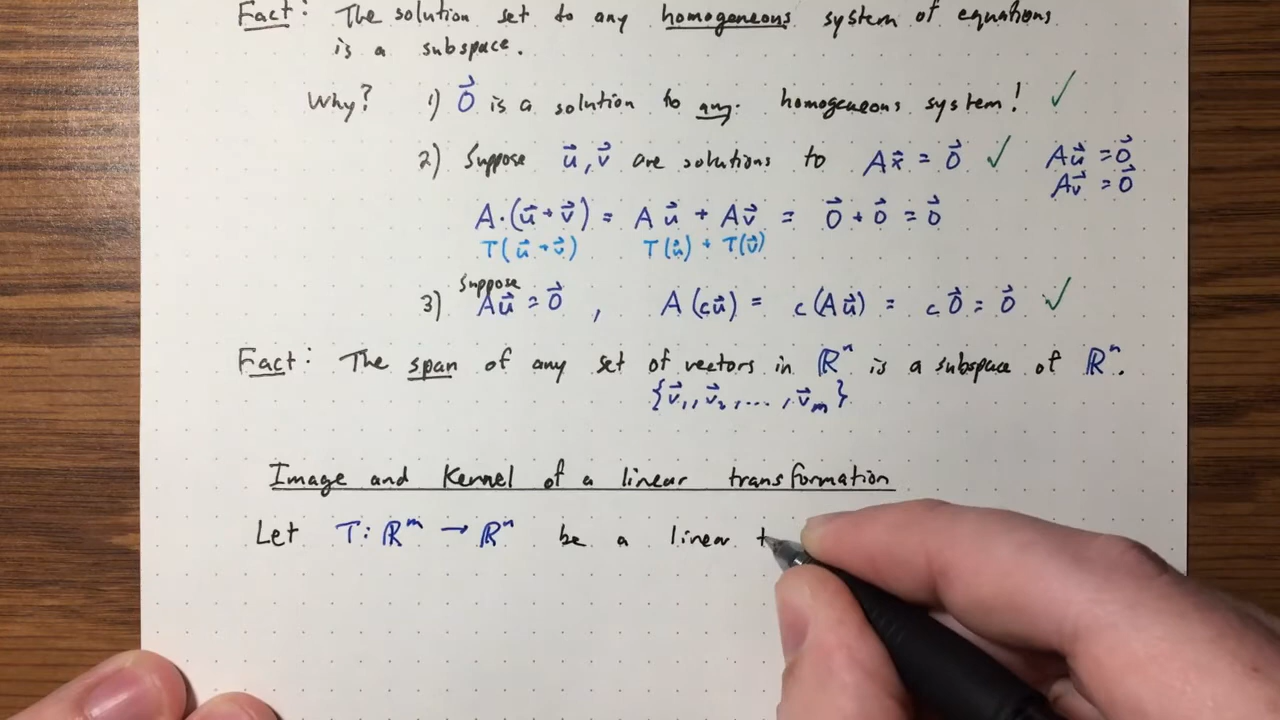 Fact: The solution set to any homogeneous system of equations
is a subspace.
Why? 1) 0⃗ is a solution to any homogeneous system! ✓
2) Suppose u⃗, v⃗ are solutions to Ax⃗ = 0⃗ ✓ Au⃗ = 0⃗
Av⃗ = 0⃗
A·(u⃗ + v⃗) = Au⃗ + Av⃗ = 0⃗ + 0⃗ = 0⃗
T(u⃗ + v⃗) T(u⃗) + T(v⃗)
Suppose
3) Au⃗ = 0⃗, A(cu⃗) = c(Au⃗) = c0⃗ = 0⃗ ✓
Fact: The span of any set of vectors in ℝⁿ is a subspace of ℝⁿ.
{v⃗₁, v⃗₂, ..., v⃗ₘ}
Image and Kernel of a linear transformation
Let T: ℝᵐ → ℝⁿ be a linear t